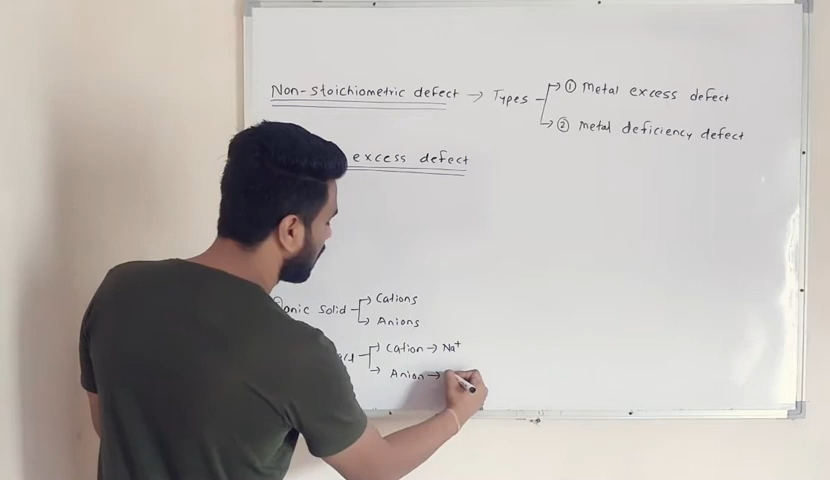 Non-stoichiometric defect → Types → ① Metal excess defect
→ ② Metal deficiency defect
excess defect
Ionic solid → Cations
→ Anions
→ Cation → Na⁺
→ Anion →